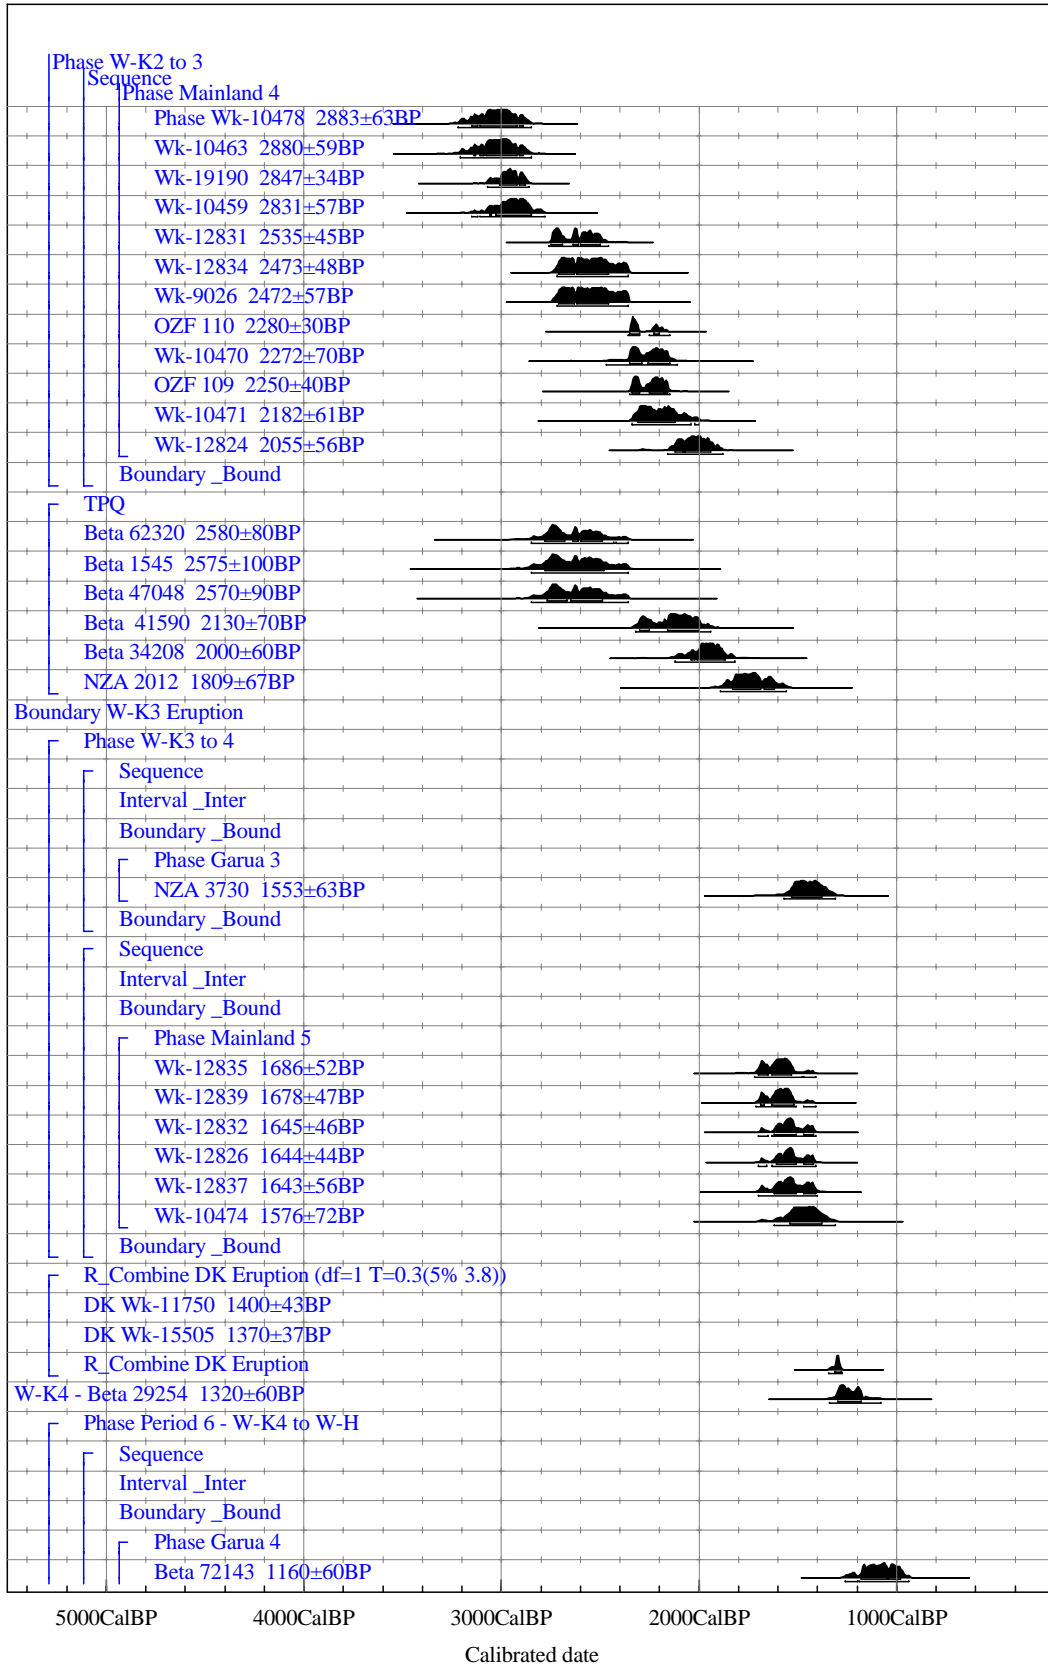 Phase W-K2 to 3
Sequence
Phase Mainland 4
Phase Wk-10478 2883±63BP
Wk-10463 2880±59BP
Wk-19190 2847±34BP
Wk-10459 2831±57BP
Wk-12831 2535±45BP
Wk-12834 2473±48BP
Wk-9026 2472±57BP
OZF 110 2280±30BP
Wk-10470 2272±70BP
OZF 109 2250±40BP
Wk-10471 2182±61BP
Wk-12824 2055±56BP
Boundary _Bound
TPQ
Beta 62320 2580±80BP
Beta 1545 2575±100BP
Beta 47048 2570±90BP
Beta 41590 2130±70BP
Beta 34208 2000±60BP
NZA 2012 1809±67BP
Boundary W-K3 Eruption
Phase W-K3 to 4
Sequence
Interval _Inter
Boundary _Bound
Phase Garua 3
NZA 3730 1553±63BP
Boundary _Bound
Sequence
Interval _Inter
Boundary _Bound
Phase Mainland 5
Wk-12835 1686±52BP
Wk-12839 1678±47BP
Wk-12832 1645±46BP
Wk-12826 1644±44BP
Wk-12837 1643±56BP
Wk-10474 1576±72BP
Boundary _Bound
R_Combine DK Eruption (df=1 T=0.3(5% 3.8))
DK Wk-11750 1400±43BP
DK Wk-15505 1370±37BP
R_Combine DK Eruption
W-K4 - Beta 29254 1320±60BP
Phase Period 6 - W-K4 to W-H
Sequence
Interval _Inter
Boundary _Bound
Phase Garua 4
Beta 72143 1160±60BP
5000CalBP 4000CalBP 3000CalBP 2000CalBP 1000CalBP
Calibrated date